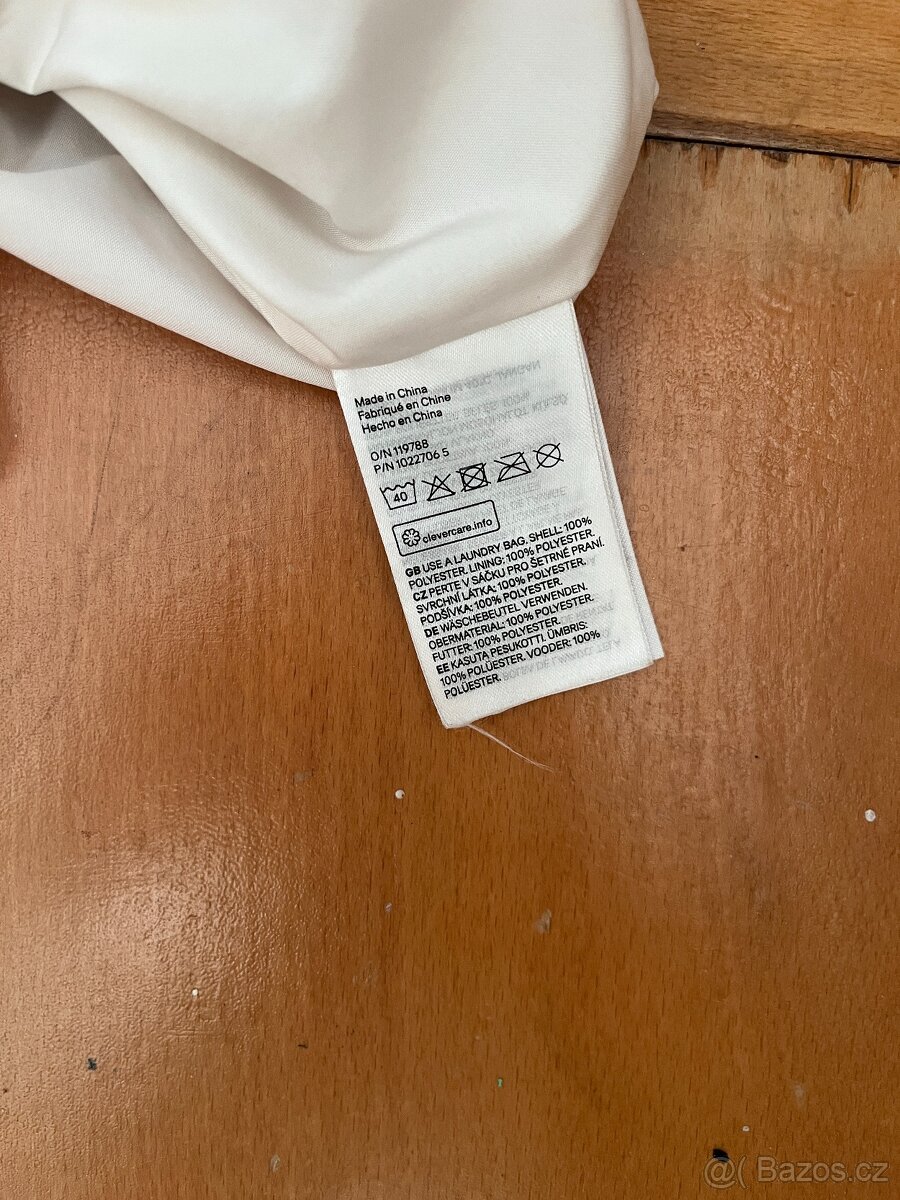 Made in China
Fabriqué en Chine
Hecho en China
O/N 119788
P/N 1022706 5
40
clevercare.info
GB USE A LAUNDRY BAG. SHELL: 100%
POLYESTER. LINING: 100% POLYESTER.
CZ PERTE V SÁČKU PRO ŠETRNÉ PRANÍ.
SVRCHNÍ LÁTKA: 100% POLYESTER.
PODŠÍVKA: 100% POLYESTER.
DE WÄSCHEBEUTEL VERWENDEN.
OBERMATERIAL: 100% POLYESTER.
FUTTER: 100% POLYESTER.
EE KASUTA PESUKOTTI. ÜMBRIS:
100% POLÜESTER. VOODER: 100%
POLÜESTER.
@( Bazos.cz